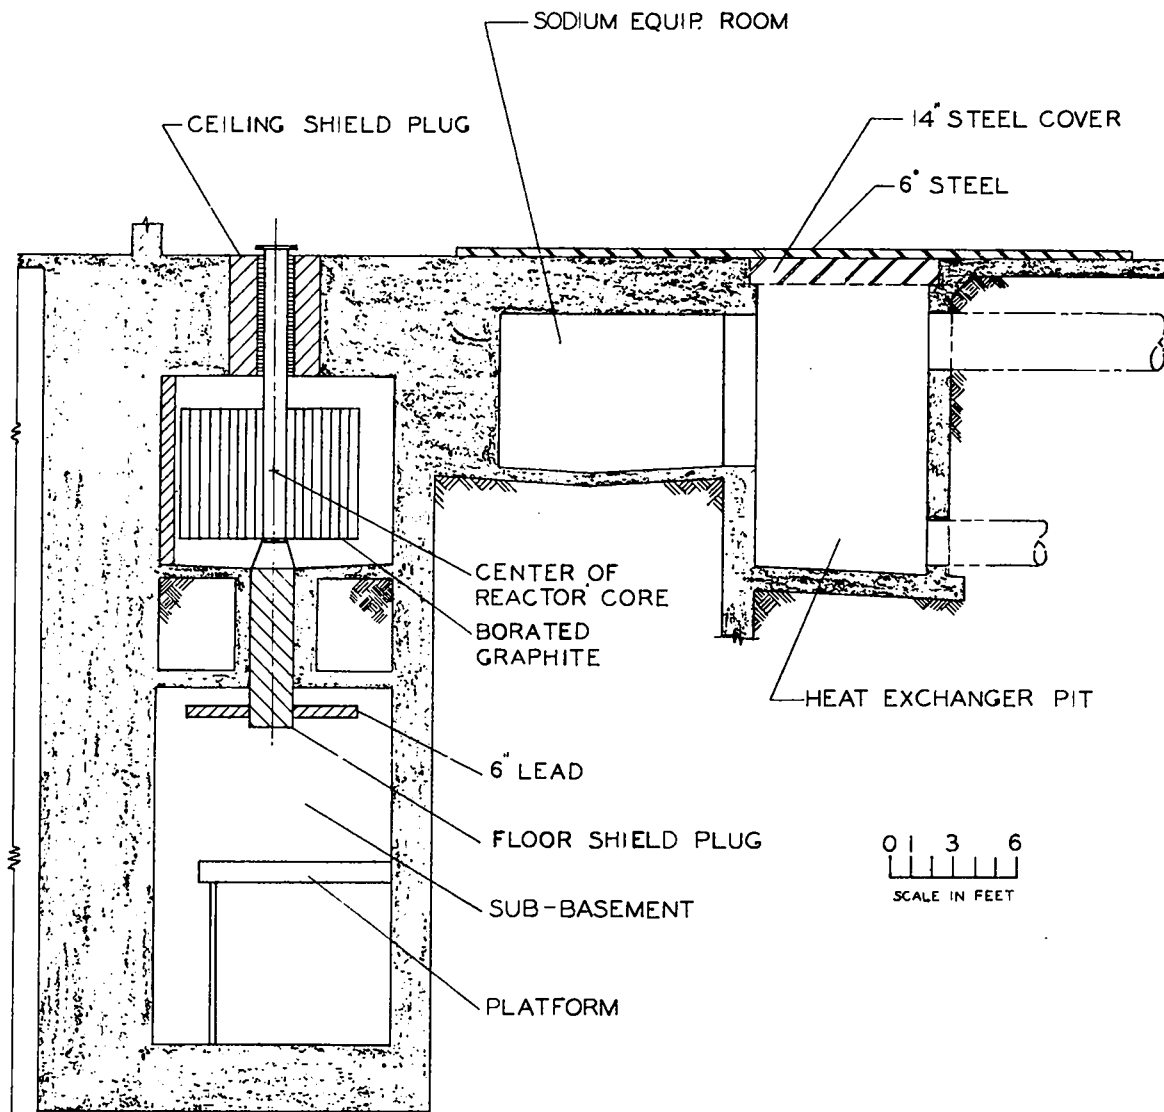 SODIUM EQUIP. ROOM
CEILING SHIELD PLUG
14" STEEL COVER
6" STEEL
CENTER OF
REACTOR CORE
BORATED
GRAPHITE
HEAT EXCHANGER PIT
6" LEAD
FLOOR SHIELD PLUG
0 1 3 6
SCALE IN FEET
SUB-BASEMENT
PLATFORM